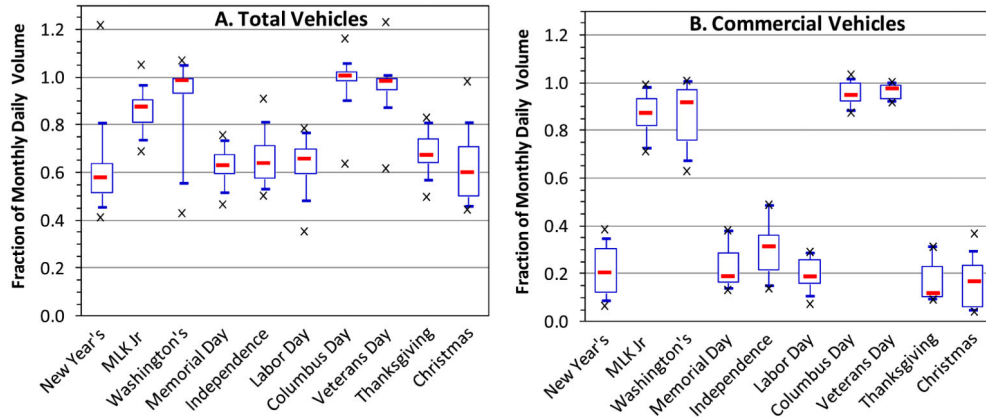 A. Total Vehicles
Fraction of Monthly Daily Volume
1.2
1.0
0.8
0.6
0.4
0.2
0.0
New Year's
MLK Jr
Washington's
Memorial Day
Independence
Labor Day
Columbus Day
Veterans Day
Thanksgiving
Christmas
B. Commercial Vehicles
Fraction of Monthly Daily Volume
1.2
1.0
0.8
0.6
0.4
0.2
0.0
New Year's
MLK Jr
Washington's
Memorial Day
Independence
Labor Day
Columbus Day
Veterans Day
Thanksgiving
Christmas